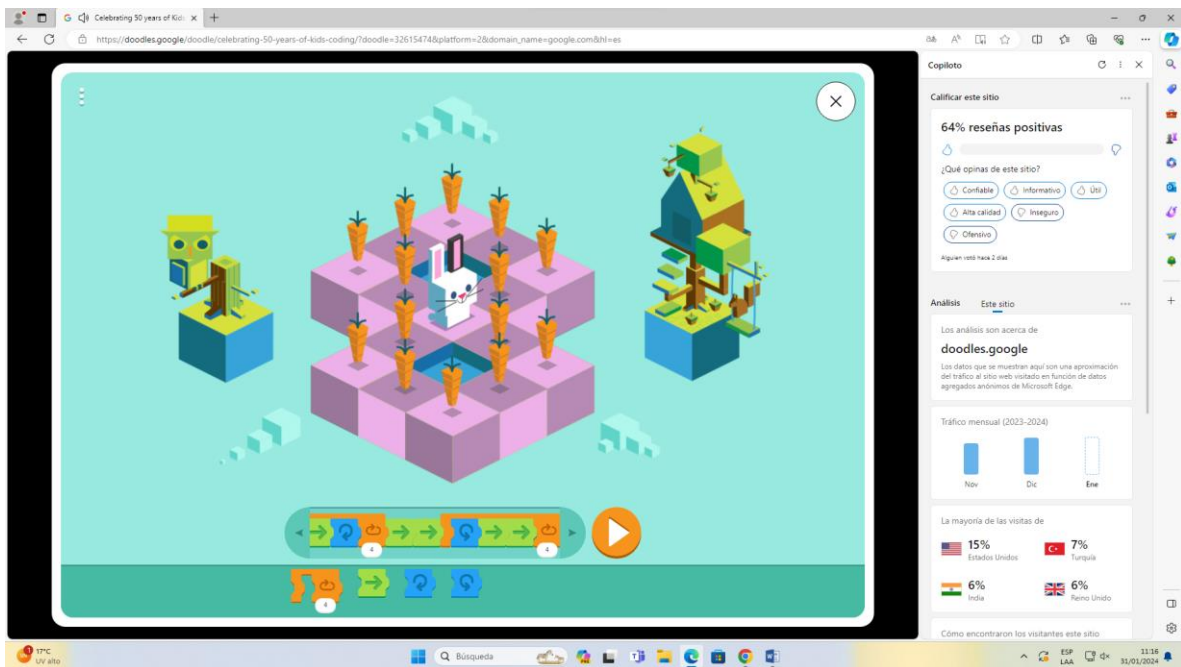 Celebrating 50 years of Kids
https://doodles.google/doodle/celebrating-50-years-of-kids-coding/?doodle=32615474&platform=2&domain_name=google.com&hl=es
Copiloto
Calificar este sitio
64% reseñas positivas
¿Qué opinas de este sitio?
Confiable
Informativo
Útil
Alta calidad
Inseguro
Ofensivo
Alguien votó hace 2 días
Análisis
Este sitio
Los análisis son acerca de
doodles.google
Los datos que se muestran aquí son una aproximación
del tráfico al sitio web visitado en función de datos
agregados anónimos de Microsoft Edge.
Tráfico mensual (2023-2024)
Nov
Dic
Ene
La mayoría de las visitas de
15%
Estados Unidos
7%
Turquía
6%
India
6%
Reino Unido
Cómo encontraron los visitantes este sitio
4
4
4
17°C
UV alto
Búsqueda
ESP
LAA
11:16
31/01/2024